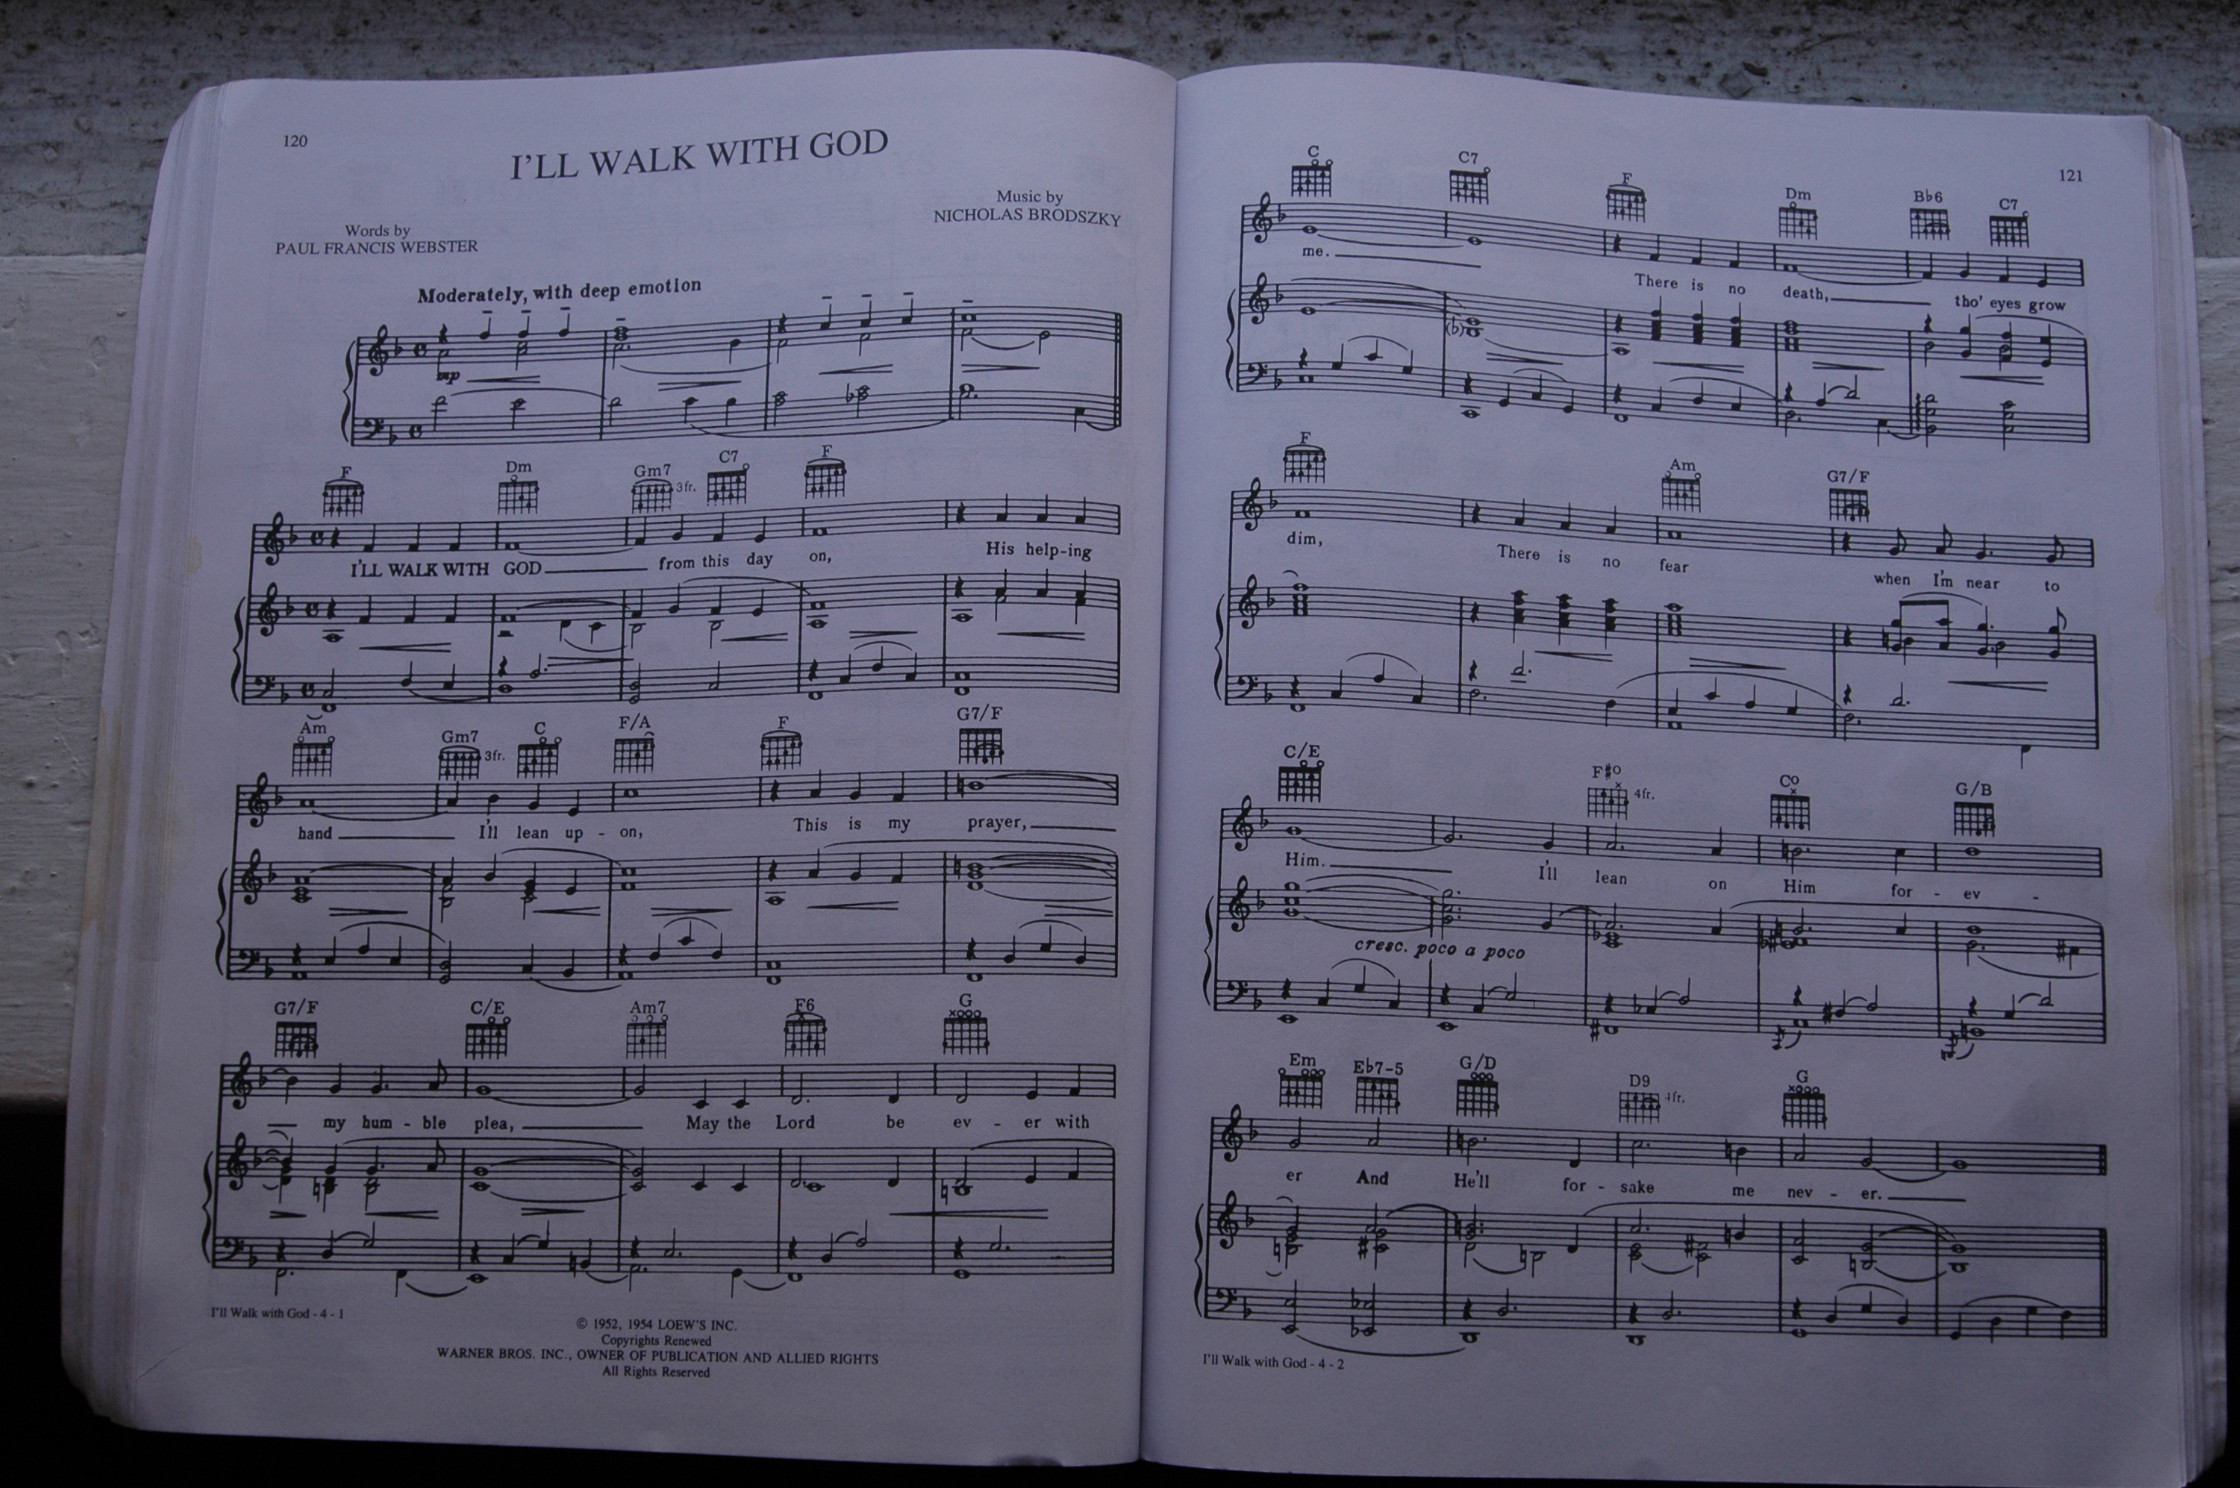 120
I'LL WALK WITH GOD
Words by
PAUL FRANCIS WEBSTER
Music by
NICHOLAS BRODSZKY
Moderately, with deep emotion
mp
F Dm Gm7 3fr. C7 F
I'LL WALK WITH GOD from this day on, His help-ing
Am Gm7 3fr. C F/A F G7/F
hand I'll lean up - on, This is my prayer,
G7/F C/E Am7 F6 G
my hum - ble plea, May the Lord be ev - er with
I'll Walk with God - 4 - 1
© 1952, 1954 LOEW'S INC.
Copyrights Renewed
WARNER BROS. INC., OWNER OF PUBLICATION AND ALLIED RIGHTS
All Rights Reserved
121
C C7 F Dm B♭6 C7
me. There is no death, tho' eyes grow
F Am G7/F
dim, There is no fear when I'm near to
C/E F#o 4fr. Co G/B
Him. I'll lean on Him for - ev -
cresc. poco a poco
Em E♭7-5 G/D D9 4fr. G
er And He'll for - sake me nev - er.
I'll Walk with God - 4 - 2